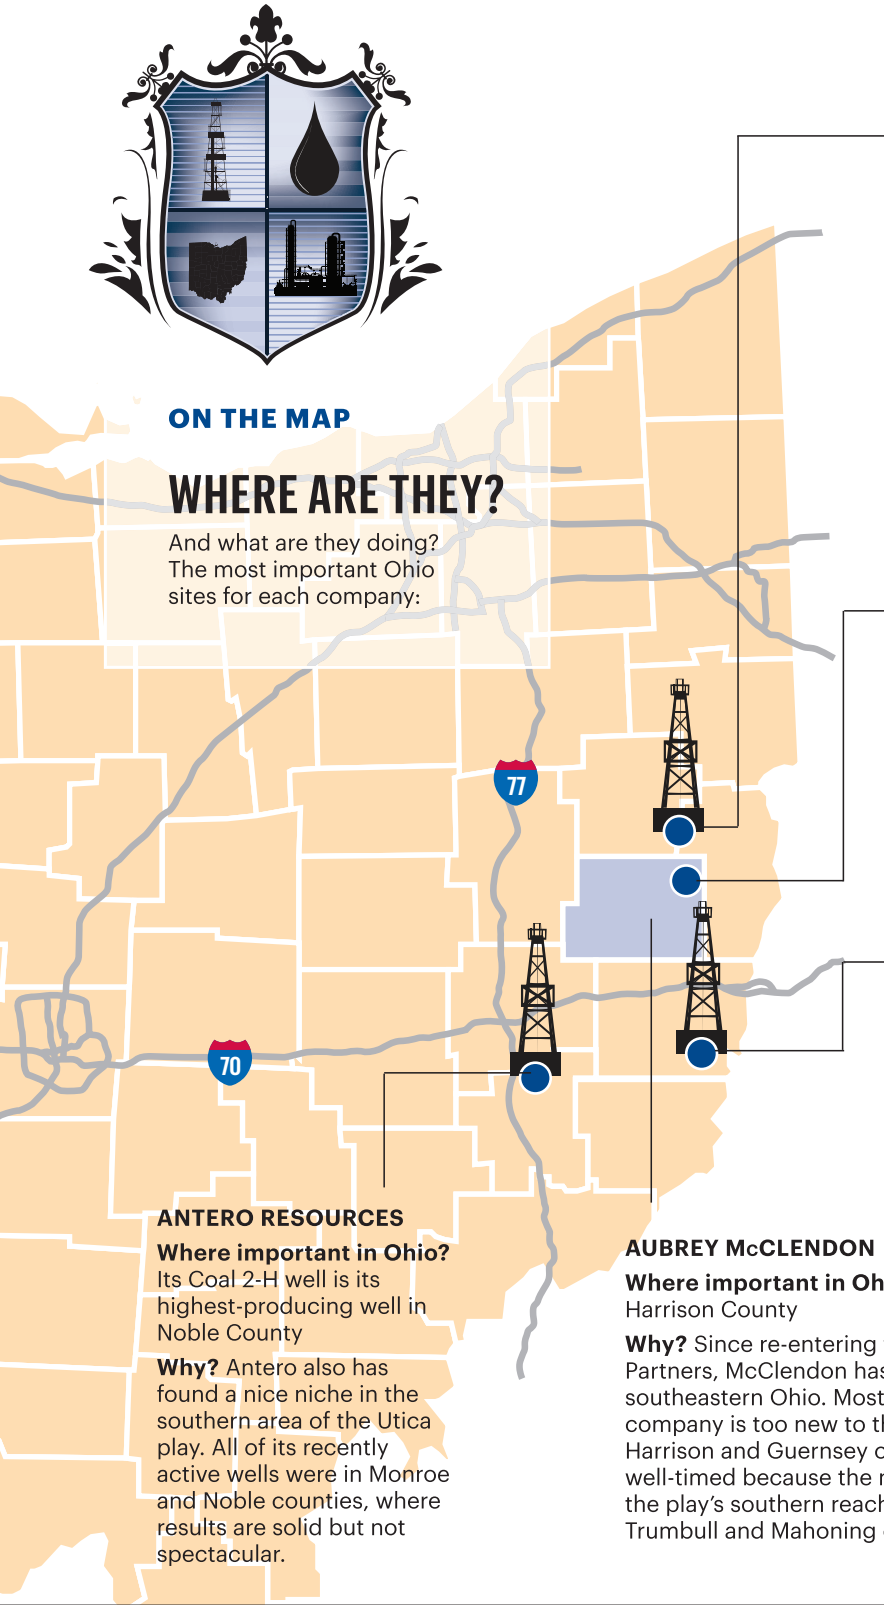 ON THE MAP
WHERE ARE THEY?
And what are they doing?
The most important Ohio
sites for each company:
77
70
ANTERO RESOURCES
Where important in Ohio?
Its Coal 2-H well is its
highest-producing well in
Noble County
Why? Antero also has
found a nice niche in the
southern area of the Utica
play. All of its recently
active wells were in Monroe
and Noble counties, where
results are solid but not
spectacular.
AUBREY McCLENDON
Where important in Oh
Harrison County
Why? Since re-entering
Partners, McClendon has
southeastern Ohio. Most
company is too new to th
Harrison and Guernsey
well-timed because the
the play's southern reach
Trumbull and Mahoning